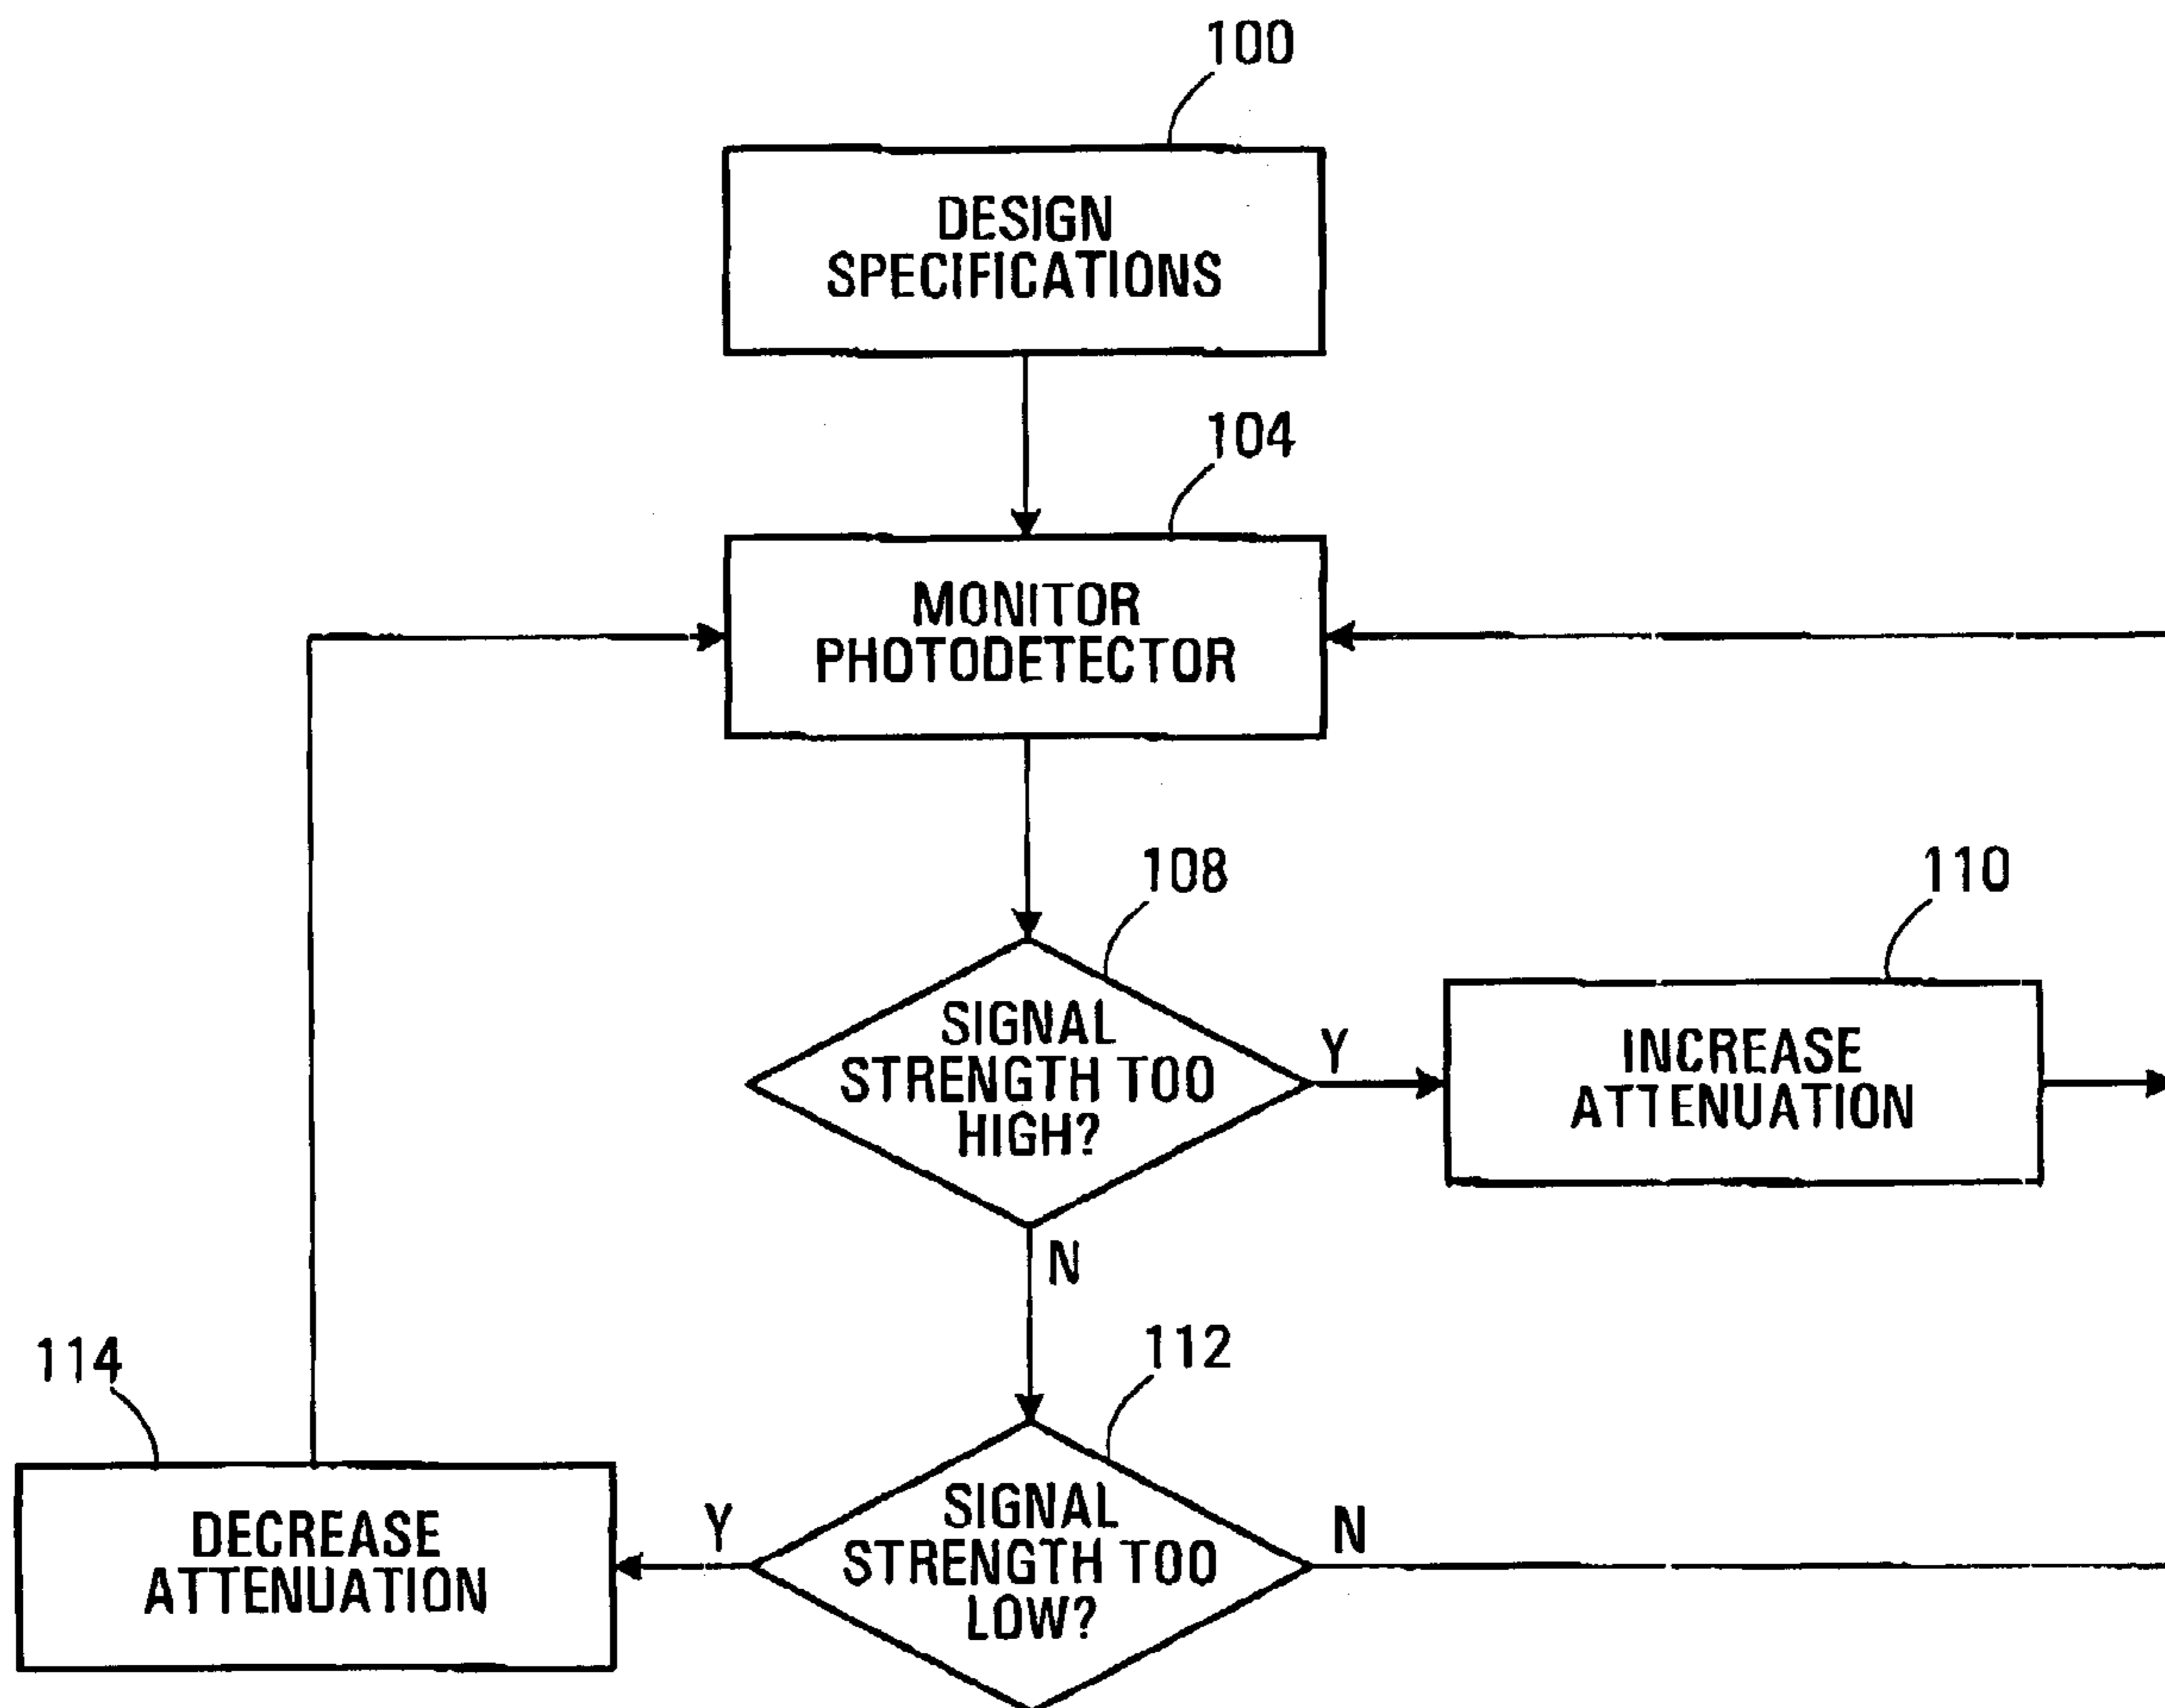 100
DESIGN
SPECIFICATIONS
104
MONITOR
PHOTODETECTOR
108
110
SIGNAL
STRENGTH TOO
HIGH?
Y
INCREASE
ATTENUATION
N
114
112
DECREASE
ATTENUATION
Y
SIGNAL
STRENGTH TOO
LOW?
N